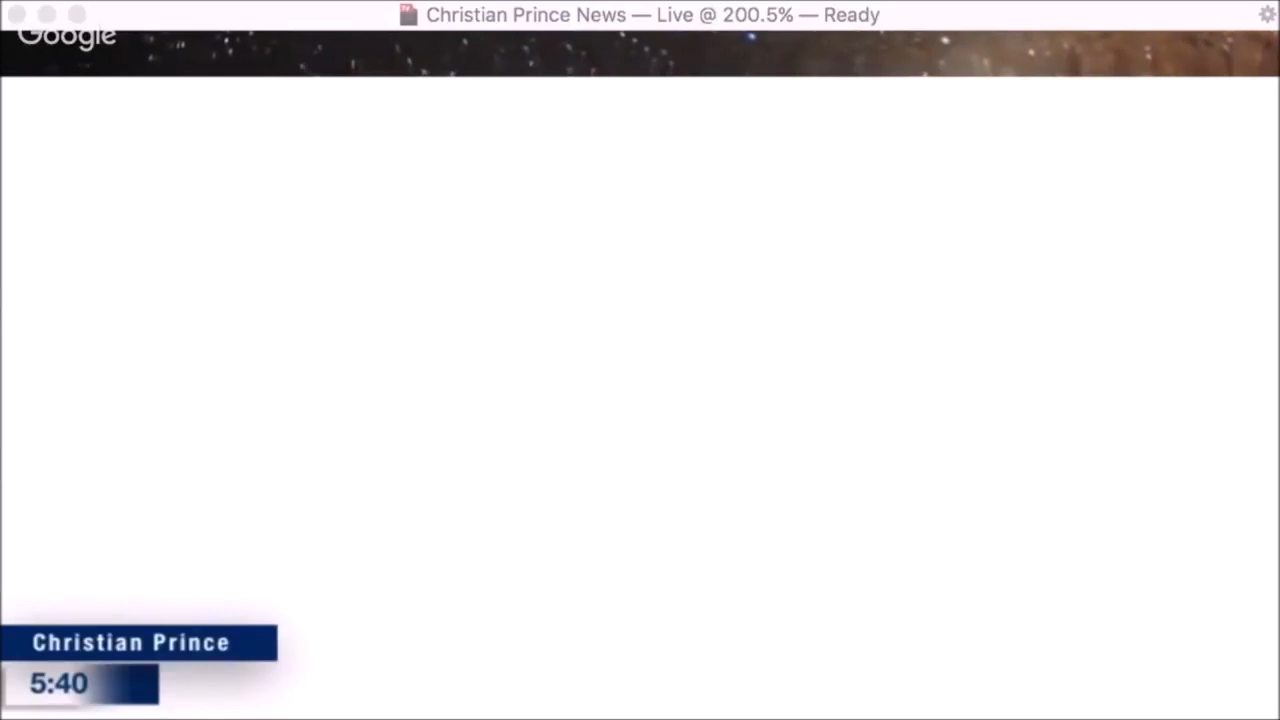 Christian Prince News — Live @ 200.5% — Ready
Google
Christian Prince
5:40